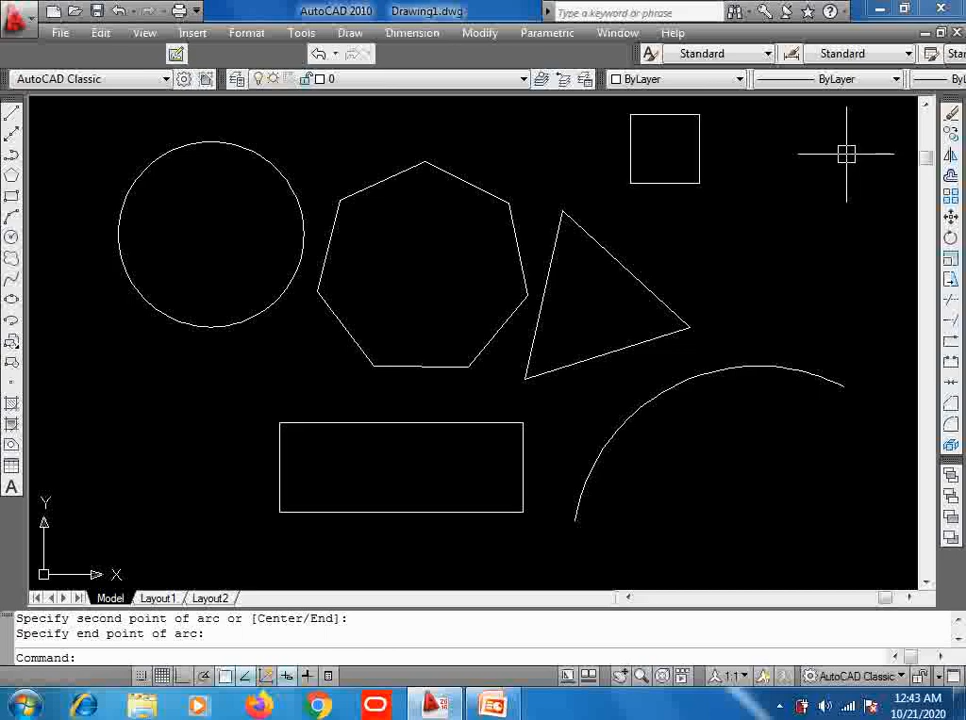 AutoCAD 2010 Drawing1.dwg Type a keyword or phrase
File Edit View Insert Format Tools Draw Dimension Modify Parametric Window Help
Standard Standard
AutoCAD Classic 0 ByLayer ByLayer
A
Y
X
Model Layout1 Layout2
Specify second point of arc or [Center/End]:
Specify end point of arc:
Command:
1:1 AutoCAD Classic
12:43 AM
10/21/2020